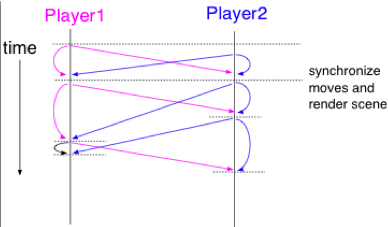 Player1
Player2
time
synchronize
moves and
render scene